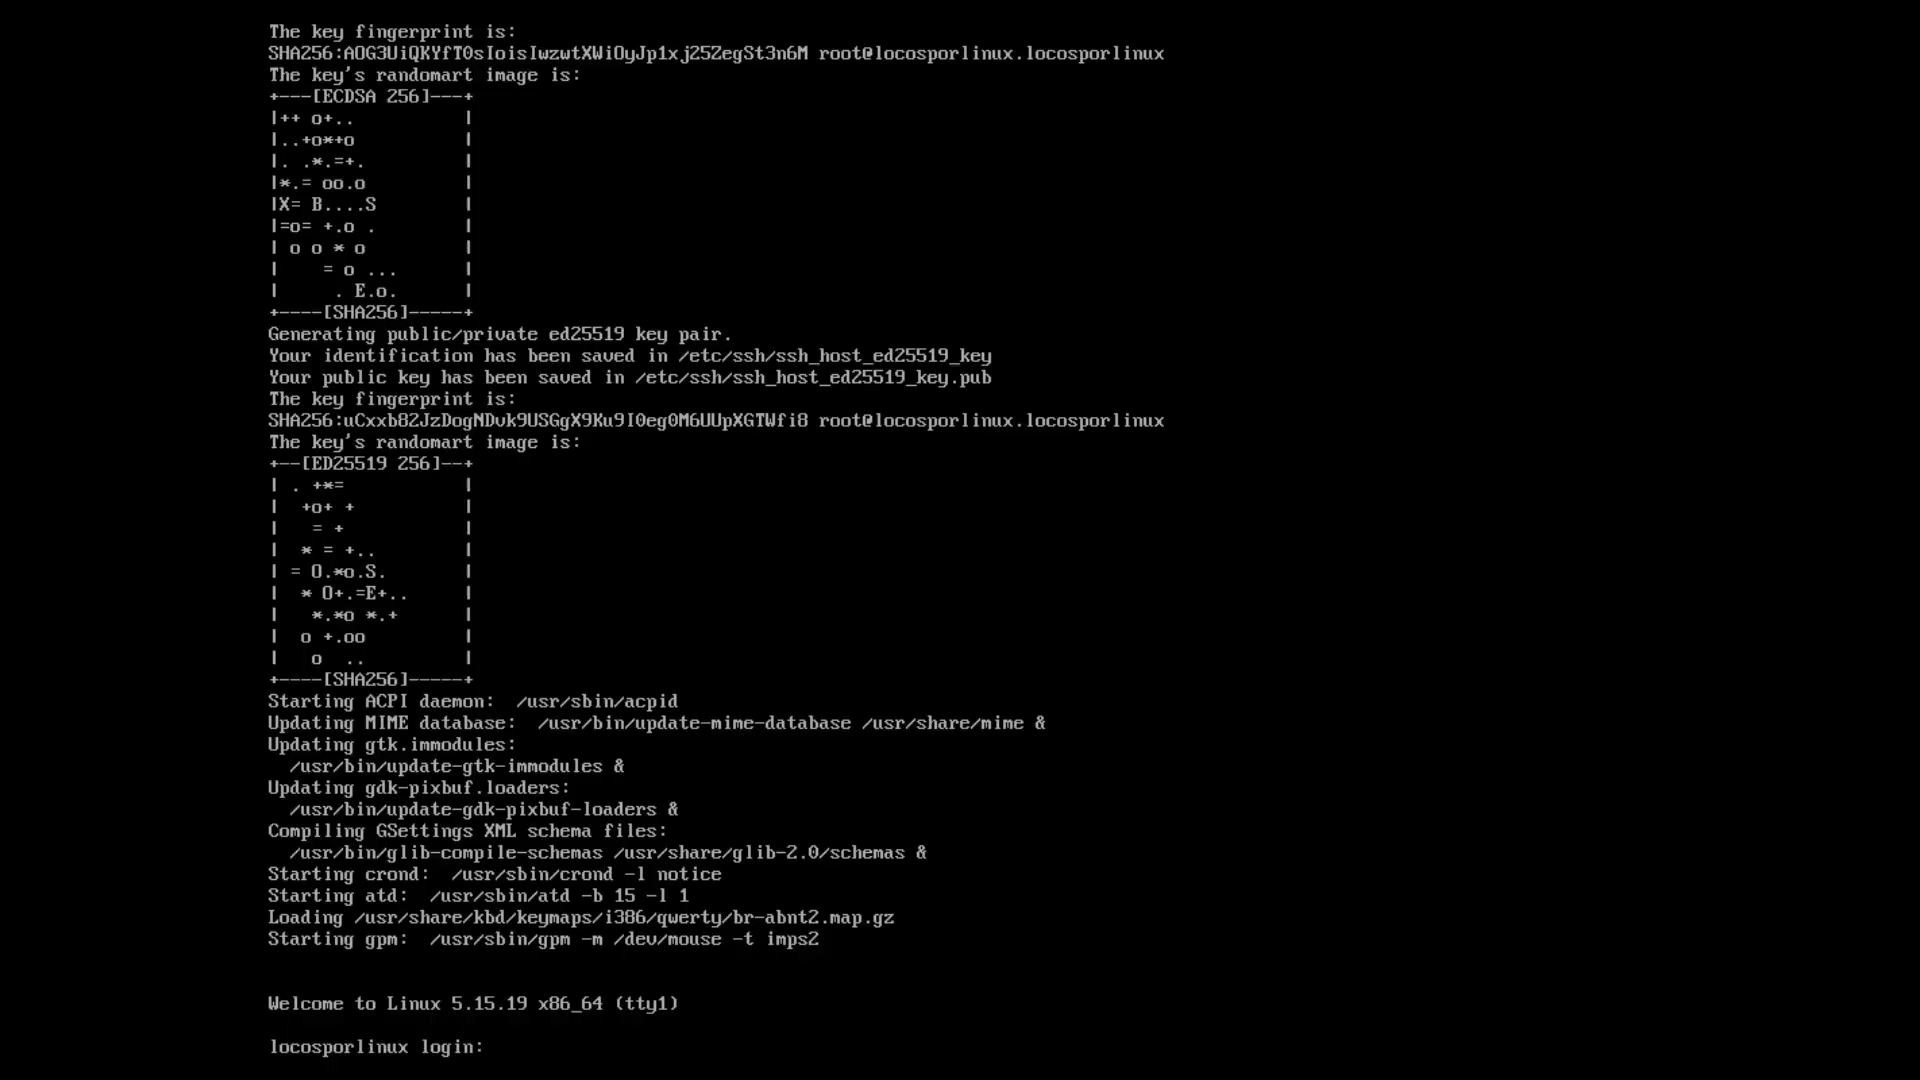 The key fingerprint is:
SHA256:AOG3UiQKYfT0sIoisIwzwtXWiOyJp1xj25ZegSt3n6M root@locosporlinux.locosporlinux
The key's randomart image is:
+---[ECDSA 256]---+
|++ o+..          |
|..+o*+o          |
|. .*.=+.         |
|*.= oo.o         |
|X= B....S        |
|=o= +.o .        |
| o o * o         |
|    = o ...      |
|     . E.o.      |
+----[SHA256]-----+
Generating public/private ed25519 key pair.
Your identification has been saved in /etc/ssh/ssh_host_ed25519_key
Your public key has been saved in /etc/ssh/ssh_host_ed25519_key.pub
The key fingerprint is:
SHA256:uCxxb82JzDogNDvk9USGgX9Ku9I0eg0M6UUpXGTWfi8 root@locosporlinux.locosporlinux
The key's randomart image is:
+--[ED25519 256]--+
| . +*=           |
|  +o+ +          |
|   = +           |
|  * = +..        |
| = O.*o.S.       |
|  * O+.=E+..     |
|   *.*o *.+      |
|  o +.oo         |
|   o  ..         |
+----[SHA256]-----+
Starting ACPI daemon:  /usr/sbin/acpid
Updating MIME database:  /usr/bin/update-mime-database /usr/share/mime &
Updating gtk.immodules:
  /usr/bin/update-gtk-immodules &
Updating gdk-pixbuf.loaders:
  /usr/bin/update-gdk-pixbuf-loaders &
Compiling GSettings XML schema files:
  /usr/bin/glib-compile-schemas /usr/share/glib-2.0/schemas &
Starting crond:  /usr/sbin/crond -l notice
Starting atd:  /usr/sbin/atd -b 15 -l 1
Loading /usr/share/kbd/keymaps/i386/qwerty/br-abnt2.map.gz
Starting gpm:  /usr/sbin/gpm -m /dev/mouse -t imps2
Welcome to Linux 5.15.19 x86_64 (tty1)
locosporlinux login: